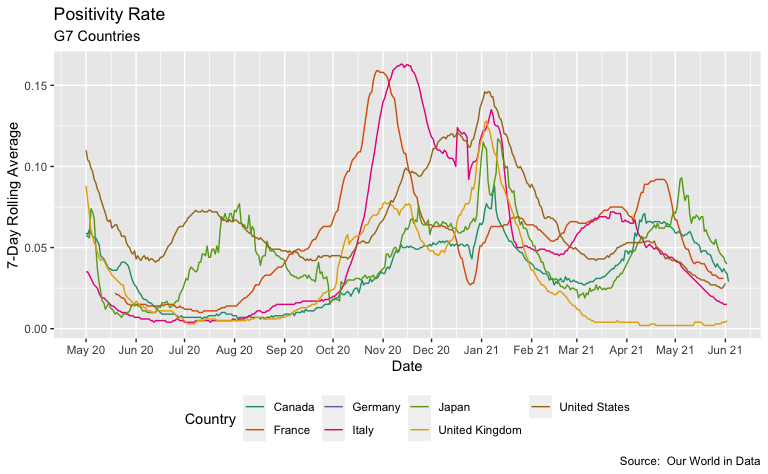 Positivity Rate
G7 Countries
7-Day Rolling Average
0.15
0.10
0.05
0.00
May 20 Jun 20 Jul 20 Aug 20 Sep 20 Oct 20 Nov 20 Dec 20 Jan 21 Feb 21 Mar 21 Apr 21 May 21 Jun 21
Date
Country
Canada Germany Japan United States
France Italy United Kingdom
Source:  Our World in Data